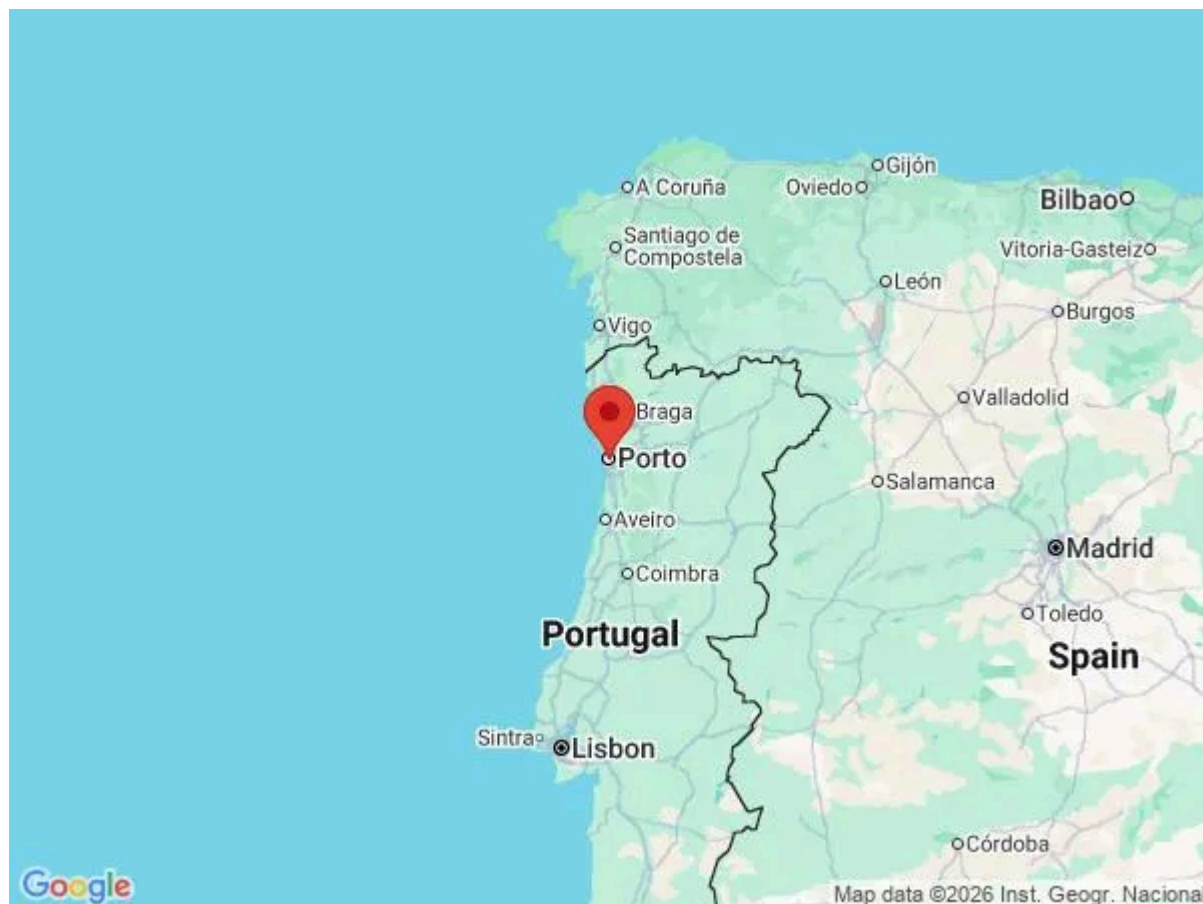 Gijón
A Coruña
Oviedo
Bilbao
Santiago de
Compostela
Vitoria-Gasteiz
León
Burgos
Vigo
Valladolid
Braga
Porto
Salamanca
Aveiro
Madrid
Coimbra
Toledo
Portugal
Spain
Sintra
Lisbon
Córdoba
Google
Map data ©2026 Inst. Geogr. Nacional